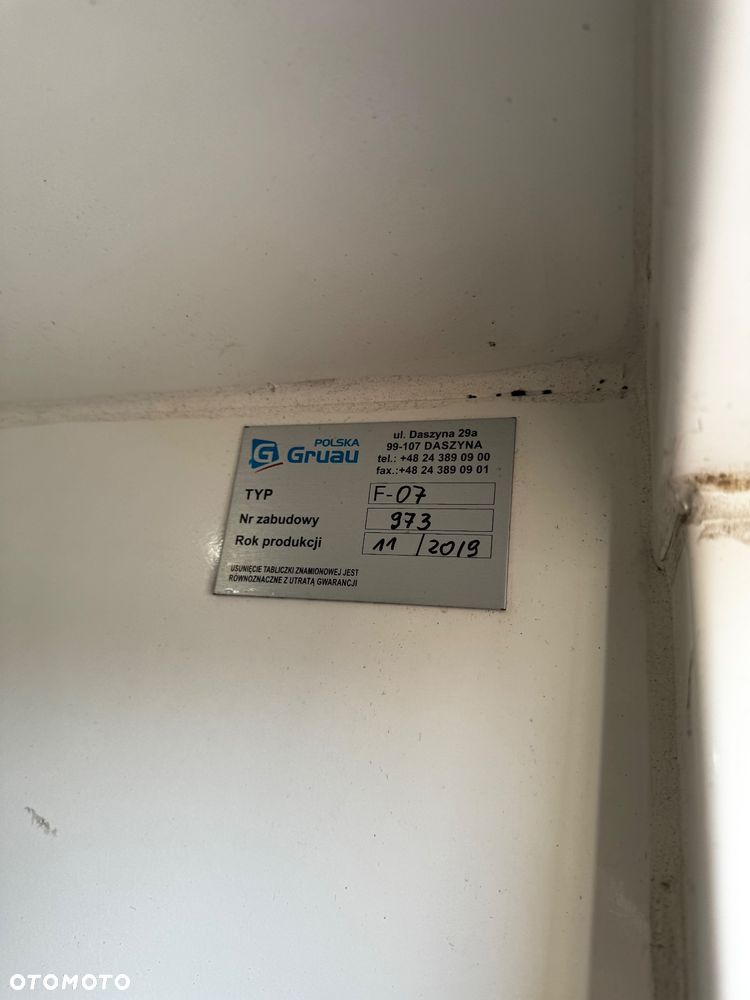 POLSKA
Gruau
ul. Daszyna 29a
99-107 DASZYNA
tel.: +48 24 389 09 00
fax.:+48 24 389 09 01
TYP F-07
Nr zabudowy 973
Rok produkcji 11 / 2019
USUNIĘCIE TABLICZKI ZNAMIONOWEJ JEST
RÓWNOZNACZNE Z UTRATĄ GWARANCJI
OTOMOTO